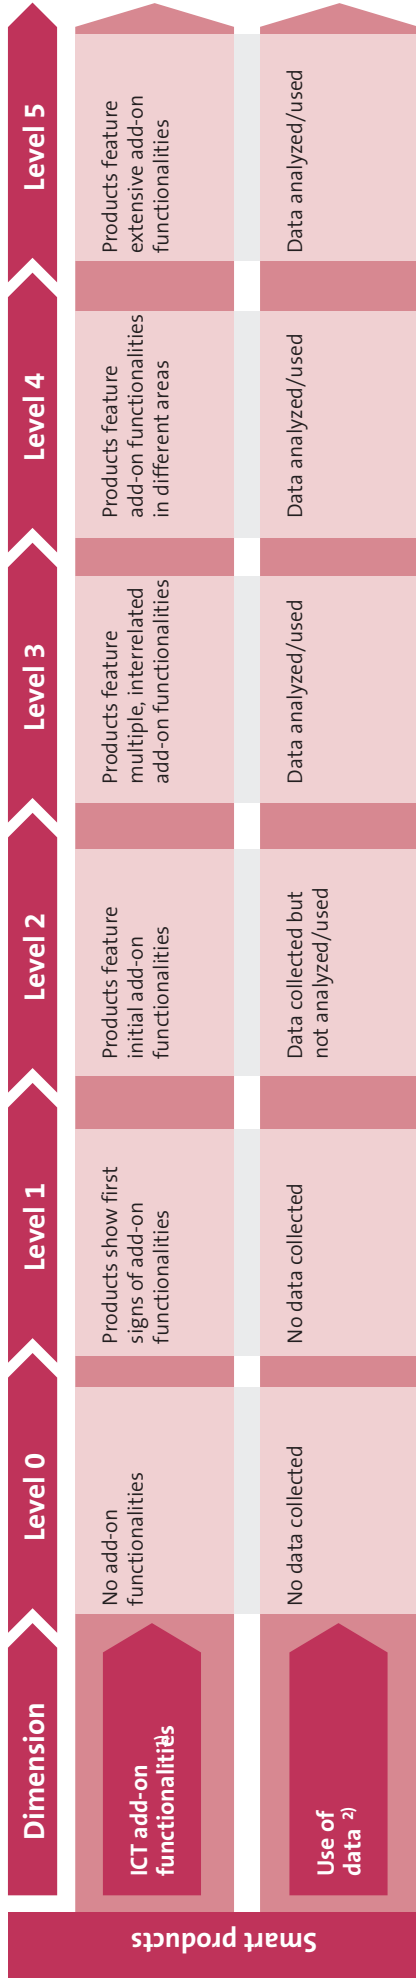 Smart products
Dimension
Level 0
Level 1
Level 2
Level 3
Level 4
Level 5
ICT add-on
functionalities 1)
No add-on
functionalities
Products show first
signs of add-on
functionalities
Products feature
initial add-on
functionalities
Products feature
multiple, interrelated
add-on functionalities
Products feature
add-on functionalities
in different areas
Products feature
extensive add-on
functionalities
Use of
data 2)
No data collected
No data collected
Data collected but
not analyzed/used
Data analyzed/used
Data analyzed/used
Data analyzed/used